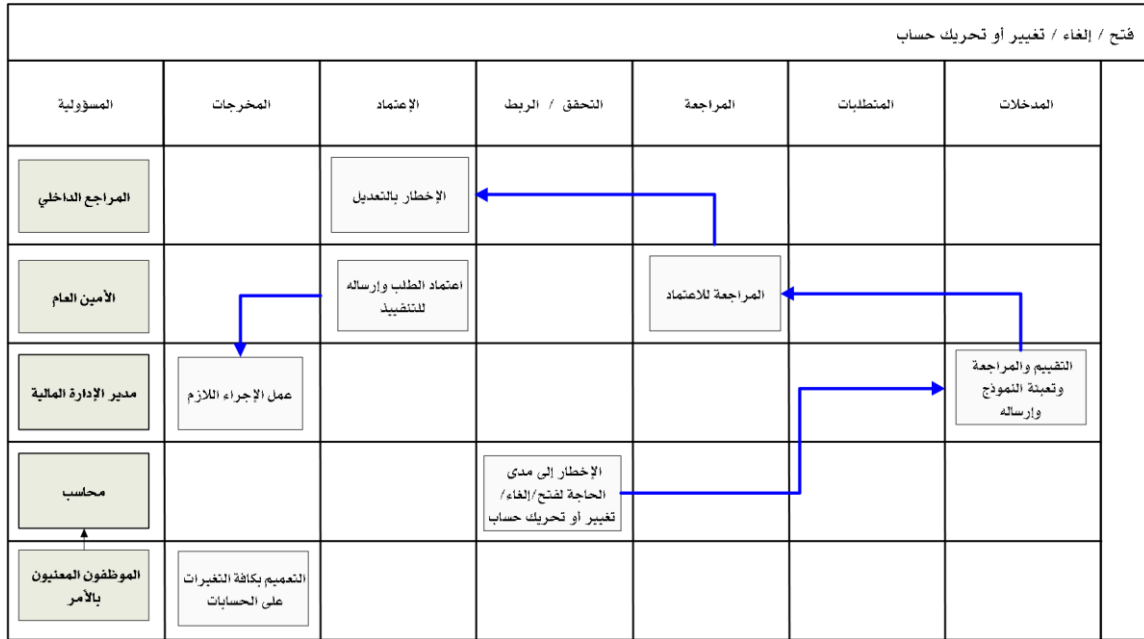 فتح / إلغاء / تغيير أو تحريك حساب
المدخلات
المتطلبات
المراجعة
التحقق / الربط
الإعتماد
المخرجات
المسؤولية
الإخطار بالتعديل
المراجع الداخلي
المراجعة للاعتماد
اعتماد الطلب وإرساله
للتنفييذ
الأمين العام
التقييم والمراجعة
وتعبئة النموذج
وإرساله
عمل الإجراء اللازم
مدير الإدارة المالية
الإخطار إلى مدى
الحاجة لفتح/إلغاء/
تغيير أو تحريك حساب
محاسب
التعميم بكافة التغيرات
على الحسابات
الموظفون المعنيون
بالأمر